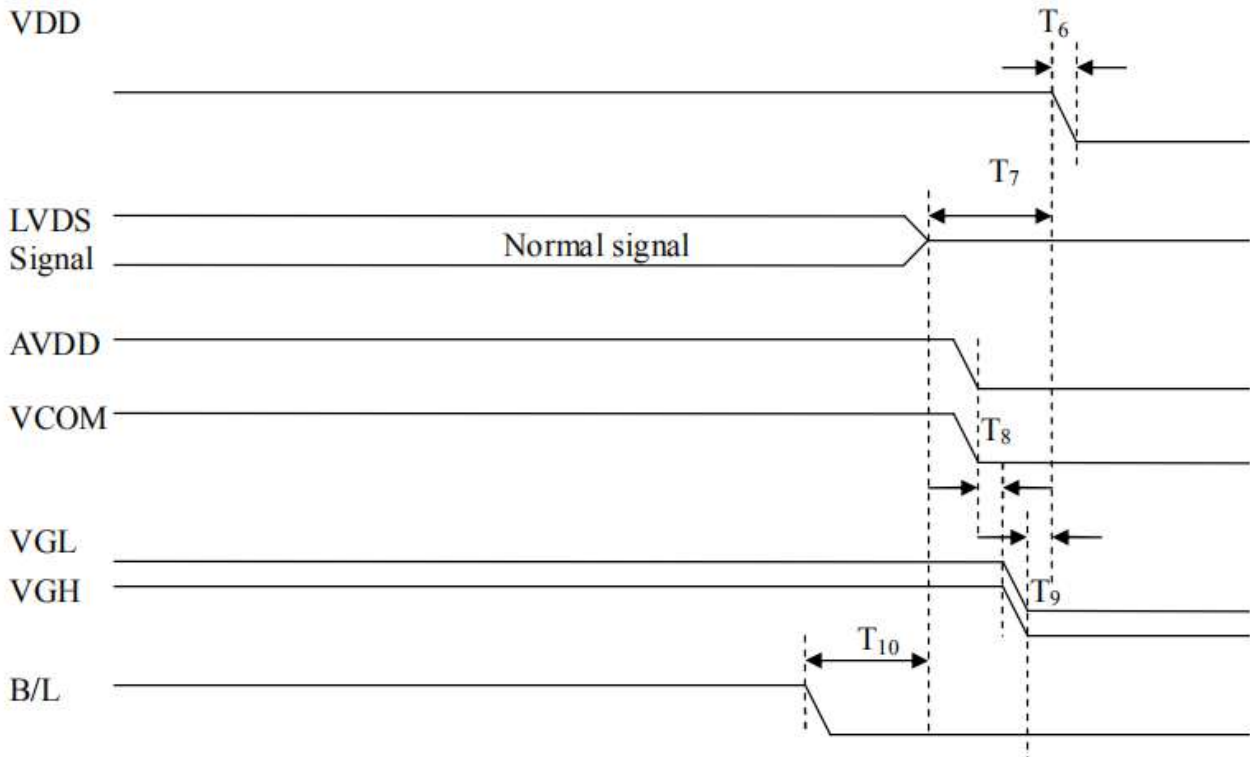 VDD
T₆
T₇
LVDS
Signal
Normal signal
AVDD
VCOM
T₈
VGL
VGH
T₉
T₁₀
B/L